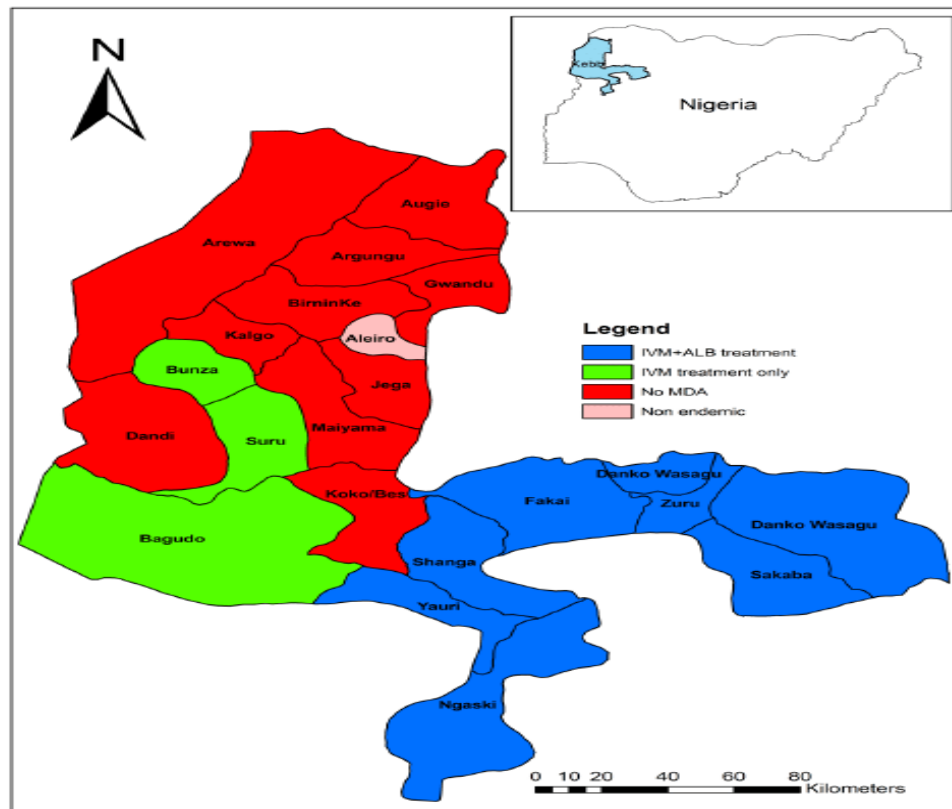 N
Kebbi
Nigeria
Augie
Arewa
Argungu
Gwandu
BirninKe
Kalgo
Aleiro
Bunza
Jega
Dandi
Suru
Maiyama
Legend
IVM+ALB treatment
IVM treatment only
No MDA
Non endemic
Koko/Bes
Danko Wasagu
Fakai
Zuru
Danko Wasagu
Bagudo
Shanga
Sakaba
Yauri
Ngaski
0 10 20 40 60 80
Kilometers